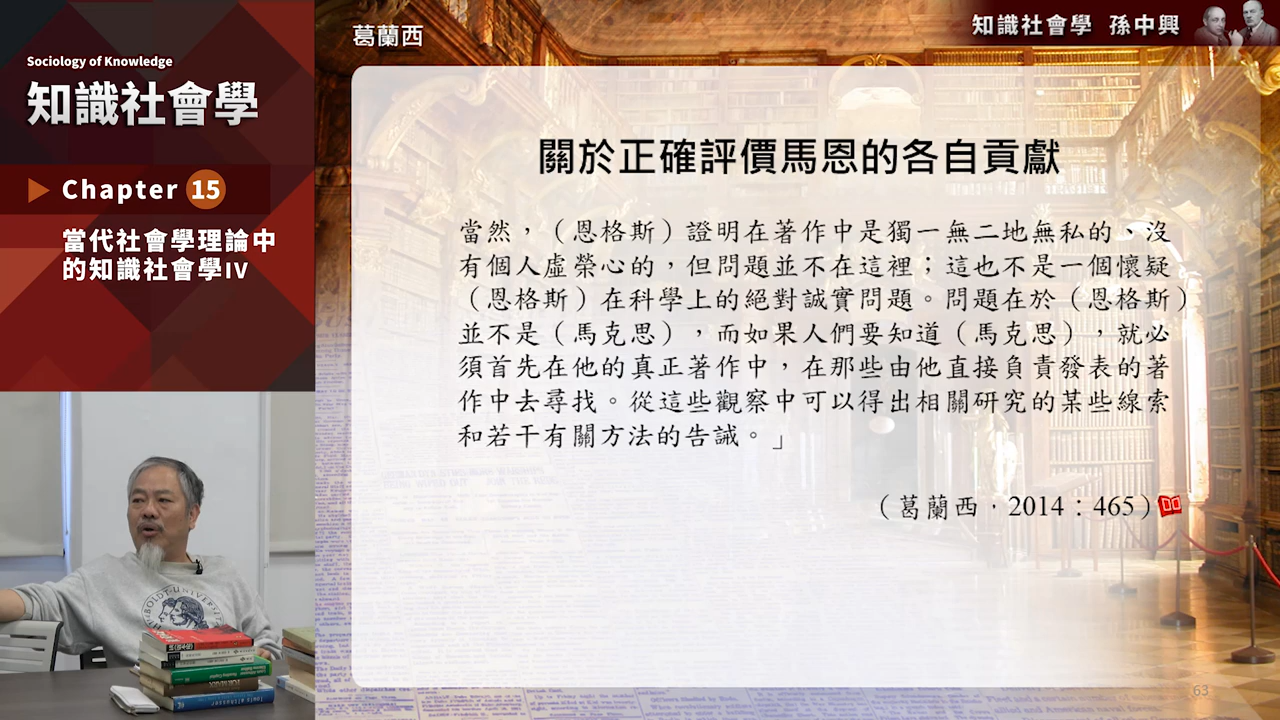 Sociology of Knowledge
知識社會學
Chapter 15
當代社會學理論中
的知識社會學IV
葛蘭西
知識社會學 孫中興
關於正確評價馬恩的各自貢獻
當然，（恩格斯）證明在著作中是獨一無二地無私的、沒
有個人虛榮心的，但問題並不在這裡；這也不是一個懷疑
（恩格斯）在科學上的絕對誠實問題。問題在於（恩格斯）
並不是（馬克思），而如果人們要知道（馬克思），就必
須首先在他的真正著作中，在那些由他直接負責發表的著
作中去尋找。從這些觀察中可以得出相關研究的某些線索
和若干有關方法的告誡。」
（葛蘭西，2014：465）
63